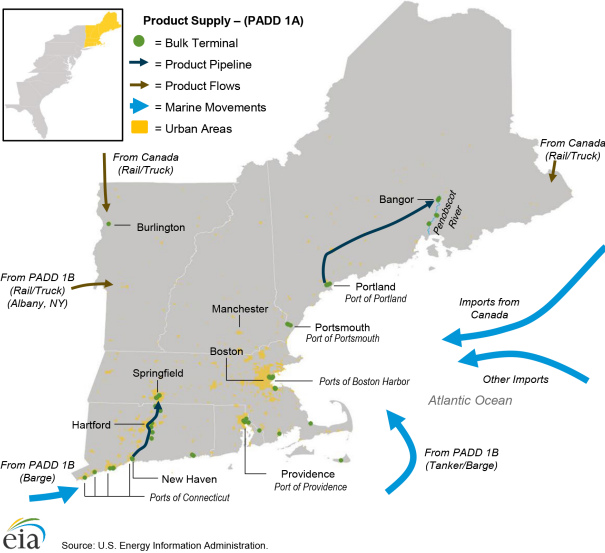 Product Supply – (PADD 1A)
= Bulk Terminal
= Product Pipeline
= Product Flows
= Marine Movements
= Urban Areas
From Canada
(Rail/Truck)
From Canada
(Rail/Truck)
Bangor
Penobscot
River
Burlington
From PADD 1B
(Rail/Truck)
(Albany, NY)
Portland
Port of Portland
Imports from
Canada
Manchester
Portsmouth
Port of Portsmouth
Boston
Springfield
Ports of Boston Harbor
Other Imports
Atlantic Ocean
Hartford
From PADD 1B
(Tanker/Barge)
From PADD 1B
(Barge)
New Haven
Providence
Port of Providence
Ports of Connecticut
eia
Source: U.S. Energy Information Administration.